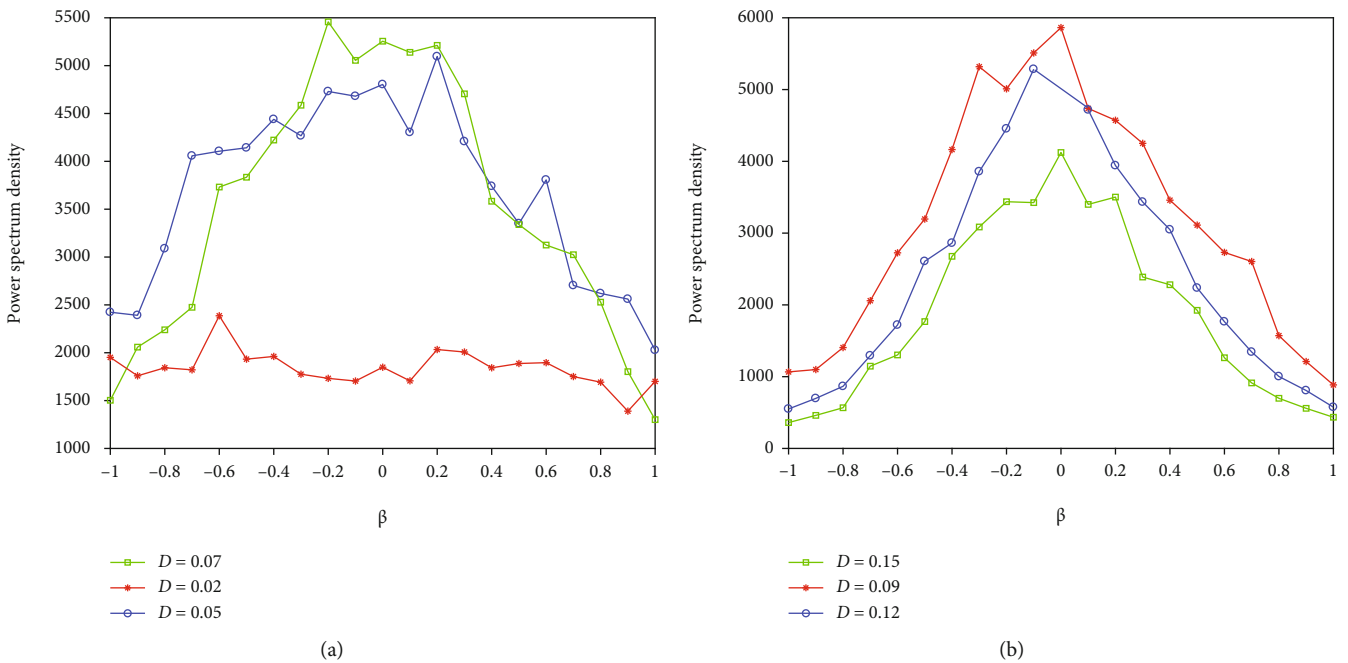 5500
5000
4500
4000
3500
3000
2500
2000
1500
1000
Power spectrum density
–1 –0.8 –0.6 –0.4 –0.2 0 0.2 0.4 0.6 0.8 1
β
D = 0.07
D = 0.02
D = 0.05
(a)
6000
5000
4000
3000
2000
1000
0
Power spectrum density
–1 –0.8 –0.6 –0.4 –0.2 0 0.2 0.4 0.6 0.8 1
β
D = 0.15
D = 0.09
D = 0.12
(b)